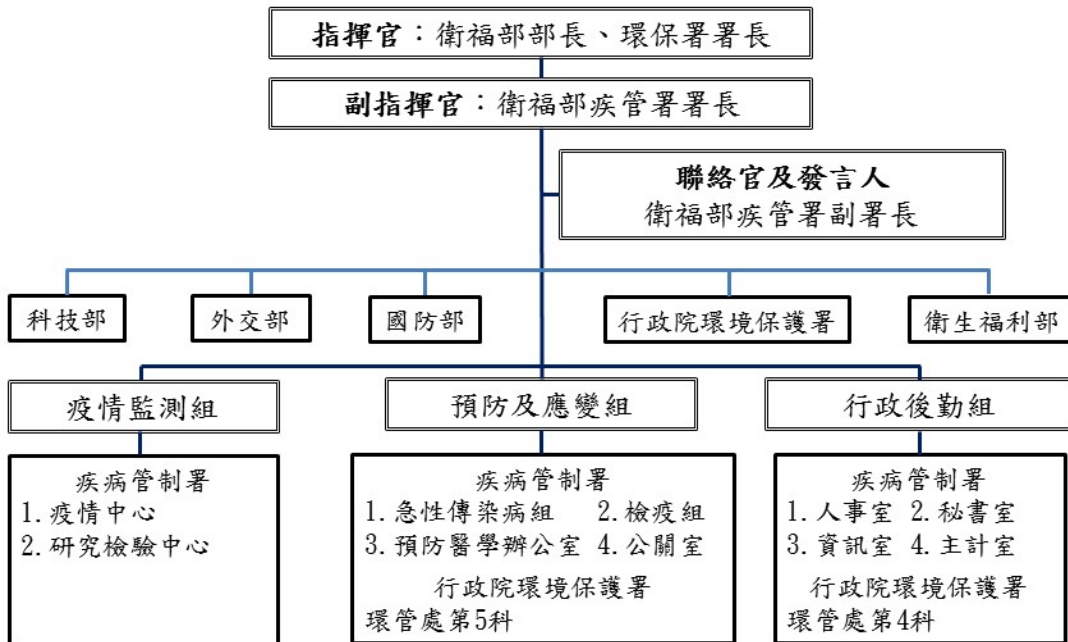 指揮官：衛福部部長、環保署署長
副指揮官：衛福部疾管署署長
聯絡官及發言人
衛福部疾管署副署長
科技部
外交部
國防部
行政院環境保護署
衛生福利部
疫情監測組
預防及應變組
行政後勤組
疾病管制署
1.疫情中心
2.研究檢驗中心
疾病管制署
1.急性傳染病組 2.檢疫組
3.預防醫學辦公室 4.公關室
行政院環境保護署
環管處第5科
疾病管制署
1.人事室 2.秘書室
3.資訊室 4.主計室
行政院環境保護署
環管處第4科